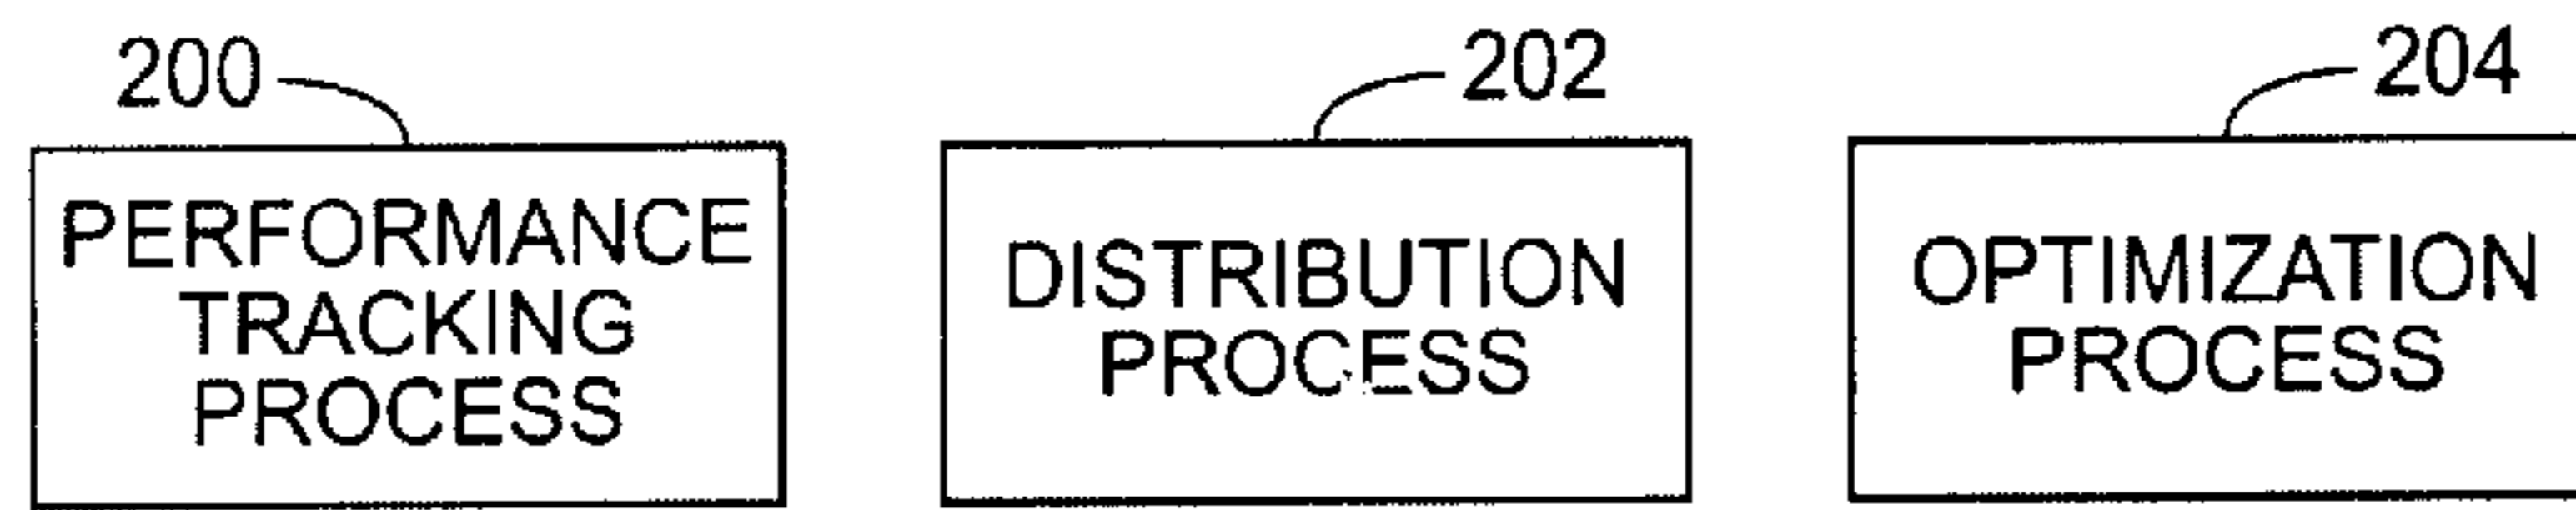 200
202
204
PERFORMANCE
TRACKING
PROCESS
DISTRIBUTION
PROCESS
OPTIMIZATION
PROCESS